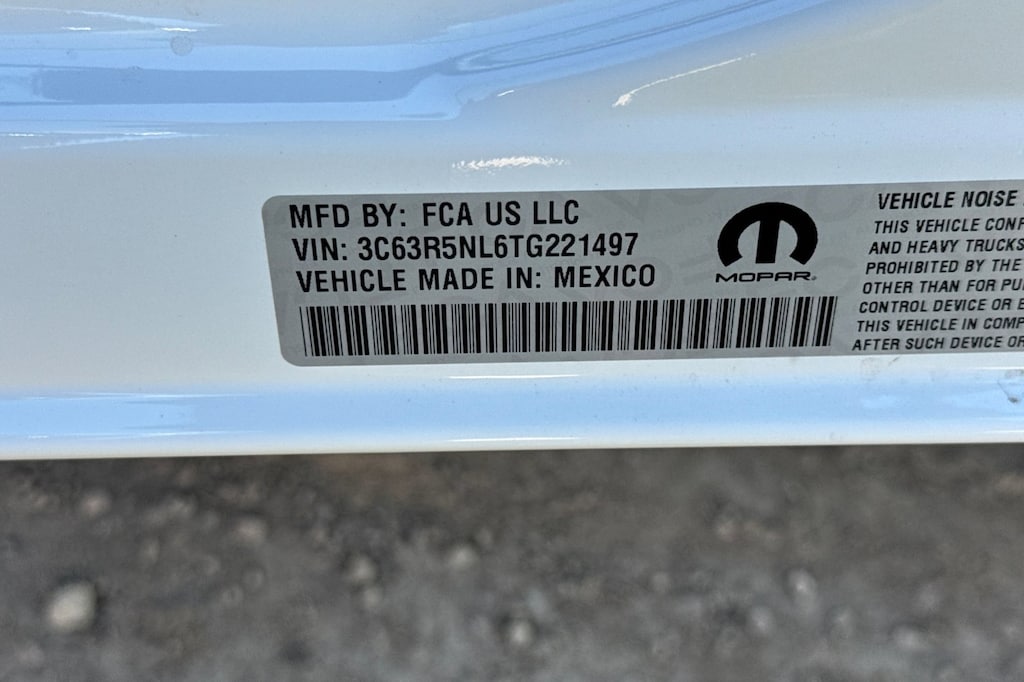 MFD BY: FCA US LLC
VIN: 3C63R5NL6TG221497
VEHICLE MADE IN: MEXICO
MOPAR®
VEHICLE NOISE
THIS VEHICLE CONF
AND HEAVY TRUCKS
PROHIBITED BY THE
OTHER THAN FOR PU
CONTROL DEVICE OR E
THIS VEHICLE IN COMP
AFTER SUCH DEVICE OR